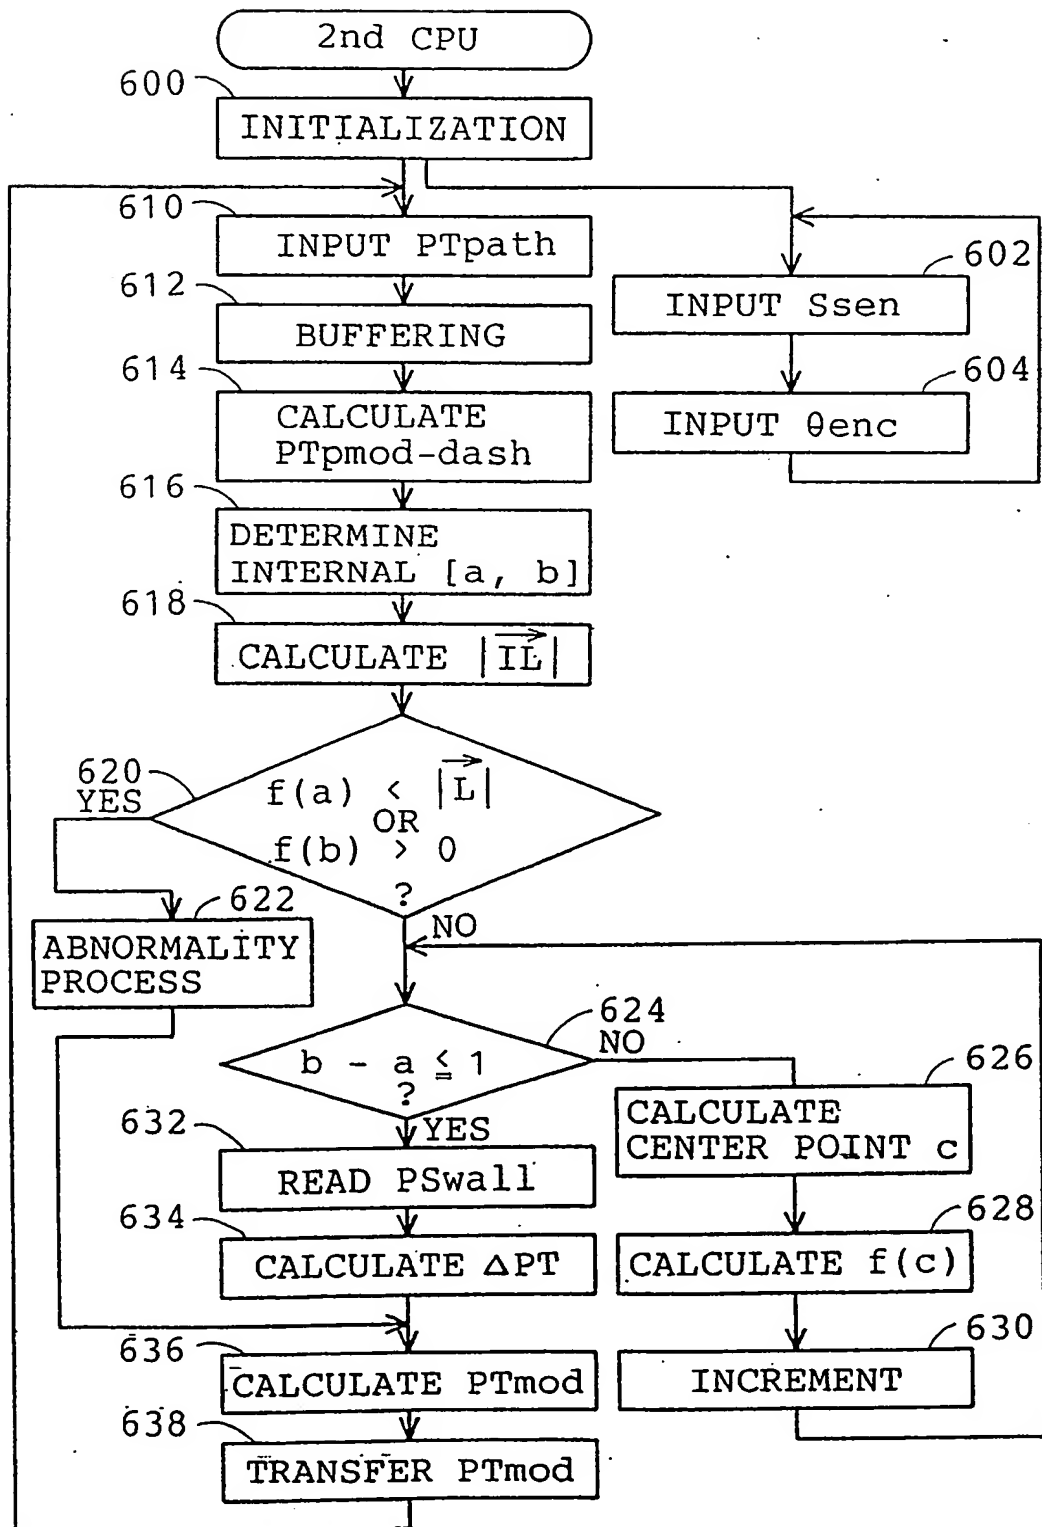 2nd CPU
600
INITIALIZATION
610
INPUT PTpath
612
BUFFERING
614
CALCULATE
PTpmod-dash
616
DETERMINE
INTERNAL [a, b]
618
CALCULATE |IL|
602
INPUT Ssen
604
INPUT θenc
620
YES
f(a) < |L|
OR
f(b) > 0
?
NO
622
ABNORMALITY
PROCESS
624
NO
b - a ≦ 1
?
YES
626
CALCULATE
CENTER POINT c
628
CALCULATE f(c)
630
INCREMENT
632
READ PSwall
634
CALCULATE ΔPT
636
CALCULATE PTmod
638
TRANSFER PTmod